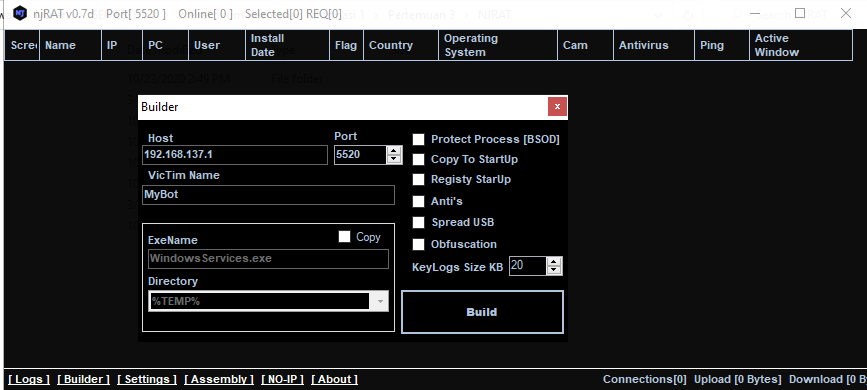 njRAT v0.7d Port[ 5520 ] Online[ 0 ] Selected[0] REQ[0]
Scree Name IP PC User Install Date Flag Country Operating System Cam Antivirus Ping Active Window
Builder x
Host Port
192.168.137.1 5520
VicTim Name
MyBot
Protect Process [BSOD]
Copy To StartUp
Registy StarUp
Anti's
Spread USB
Obfuscation
KeyLogs Size KB 20
Copy
ExeName
WindowsServices.exe
Directory
%TEMP%
Build
[ Logs ] [ Builder ] [ Settings ] [ Assembly ] [ NO-IP ] [ About ] Connections[0] Upload [0 Bytes] Download [0 B